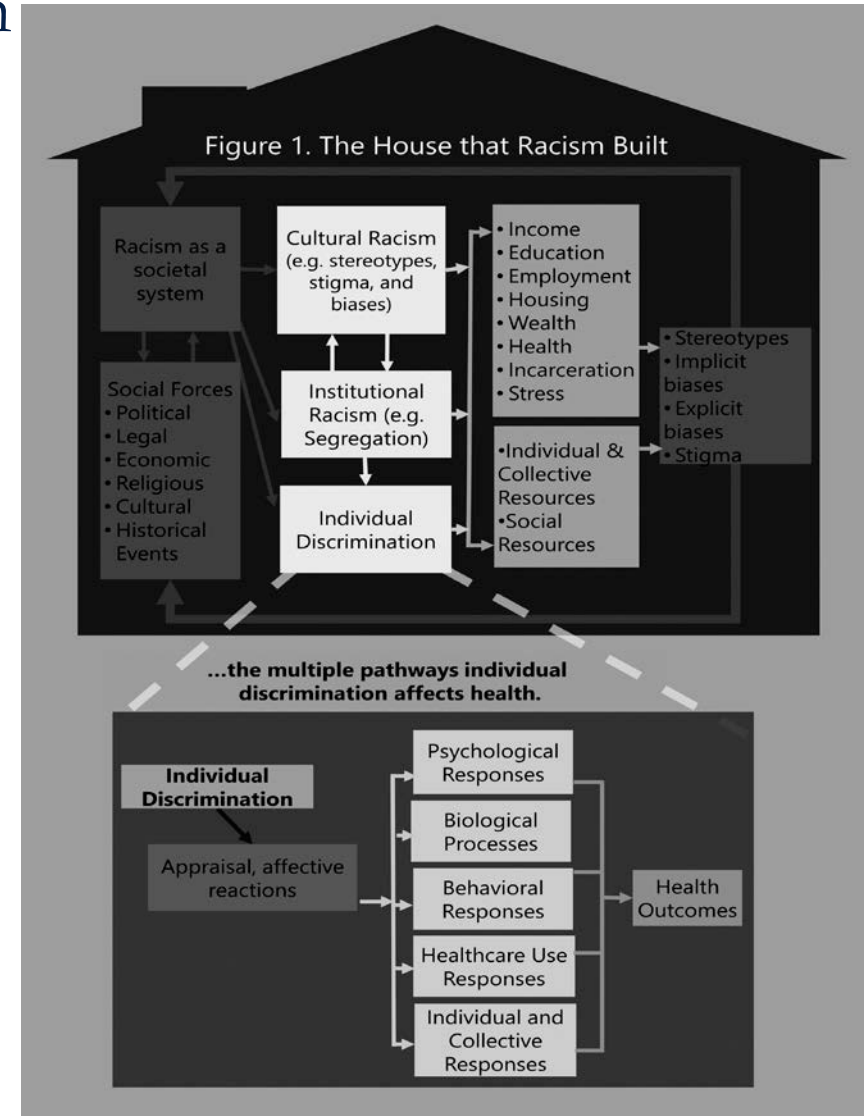 n
Figure 1. The House that Racism Built
Racism as a
societal
system
Social Forces
• Political
• Legal
• Economic
• Religious
• Cultural
• Historical
Events
Cultural Racism
(e.g. stereotypes,
stigma, and
biases)
Institutional
Racism (e.g.
Segregation)
Individual
Discrimination
• Income
• Education
• Employment
• Housing
• Wealth
• Health
• Incarceration
• Stress
•Individual &
Collective
Resources
•Social
Resources
• Stereotypes
• Implicit
biases
• Explicit
biases
• Stigma
...the multiple pathways individual
discrimination affects health.
Individual
Discrimination
Appraisal, affective
reactions
Psychological
Responses
Biological
Processes
Behavioral
Responses
Healthcare Use
Responses
Individual and
Collective
Responses
Health
Outcomes